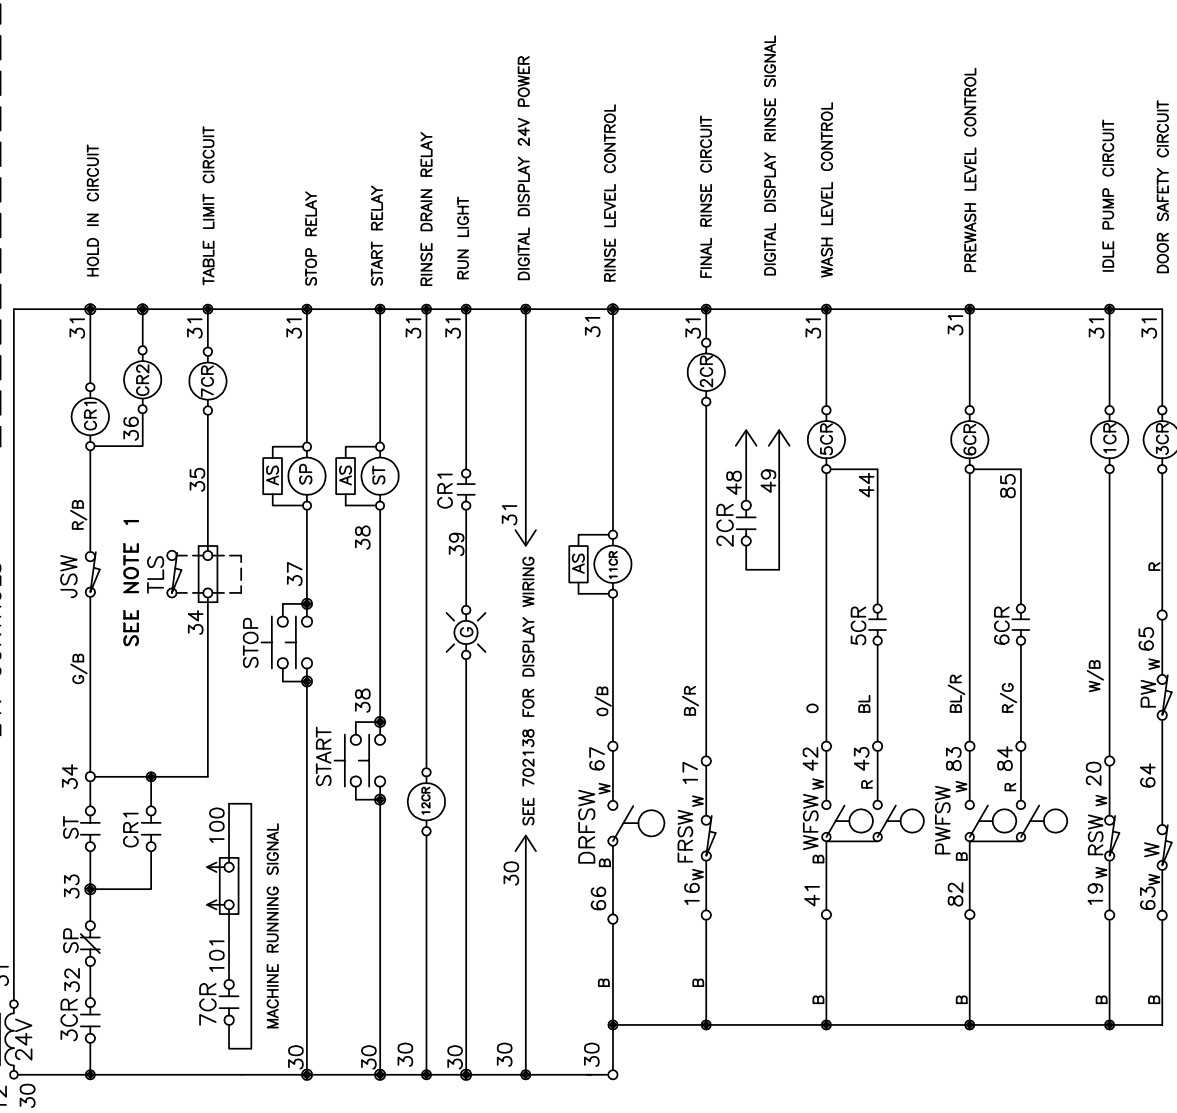 31
T2
30
24V
3CR
32
SP
33
ST
34
G/B
JSW
R/B
CR1
31
HOLD IN CIRCUIT
CR1
36
CR2
SEE NOTE 1
TLS
34
35
7CR
31
TABLE LIMIT CIRCUIT
7CR
101
100
MACHINE RUNNING SIGNAL
30
STOP
37
AS
SP
31
STOP RELAY
30
START
38
38
AS
ST
START RELAY
30
12CR
31
RINSE DRAIN RELAY
30
G
39
CR1
31
RUN LIGHT
30
SEE 702138 FOR DISPLAY WIRING
31
DIGITAL DISPLAY 24V POWER
30
B
66
B
DRFSW
W
67
O/B
AS
11CR
31
RINSE LEVEL CONTROL
B
16
W
FRSW
W
17
B/R
2CR
31
FINAL RINSE CIRCUIT
2CR
48
49
DIGITAL DISPLAY RINSE SIGNAL
B
41
B
WFSW
W
42
O
5CR
31
WASH LEVEL CONTROL
R
43
BL
5CR
44
B
82
B
PWFSW
W
83
BL/R
6CR
31
PREWASH LEVEL CONTROL
R
84
R/G
6CR
85
B
19
W
RSW
W
20
W/B
1CR
31
IDLE PUMP CIRCUIT
B
63
W
W
64
PW
W
65
R
3CR
31
DOOR SAFETY CIRCUIT